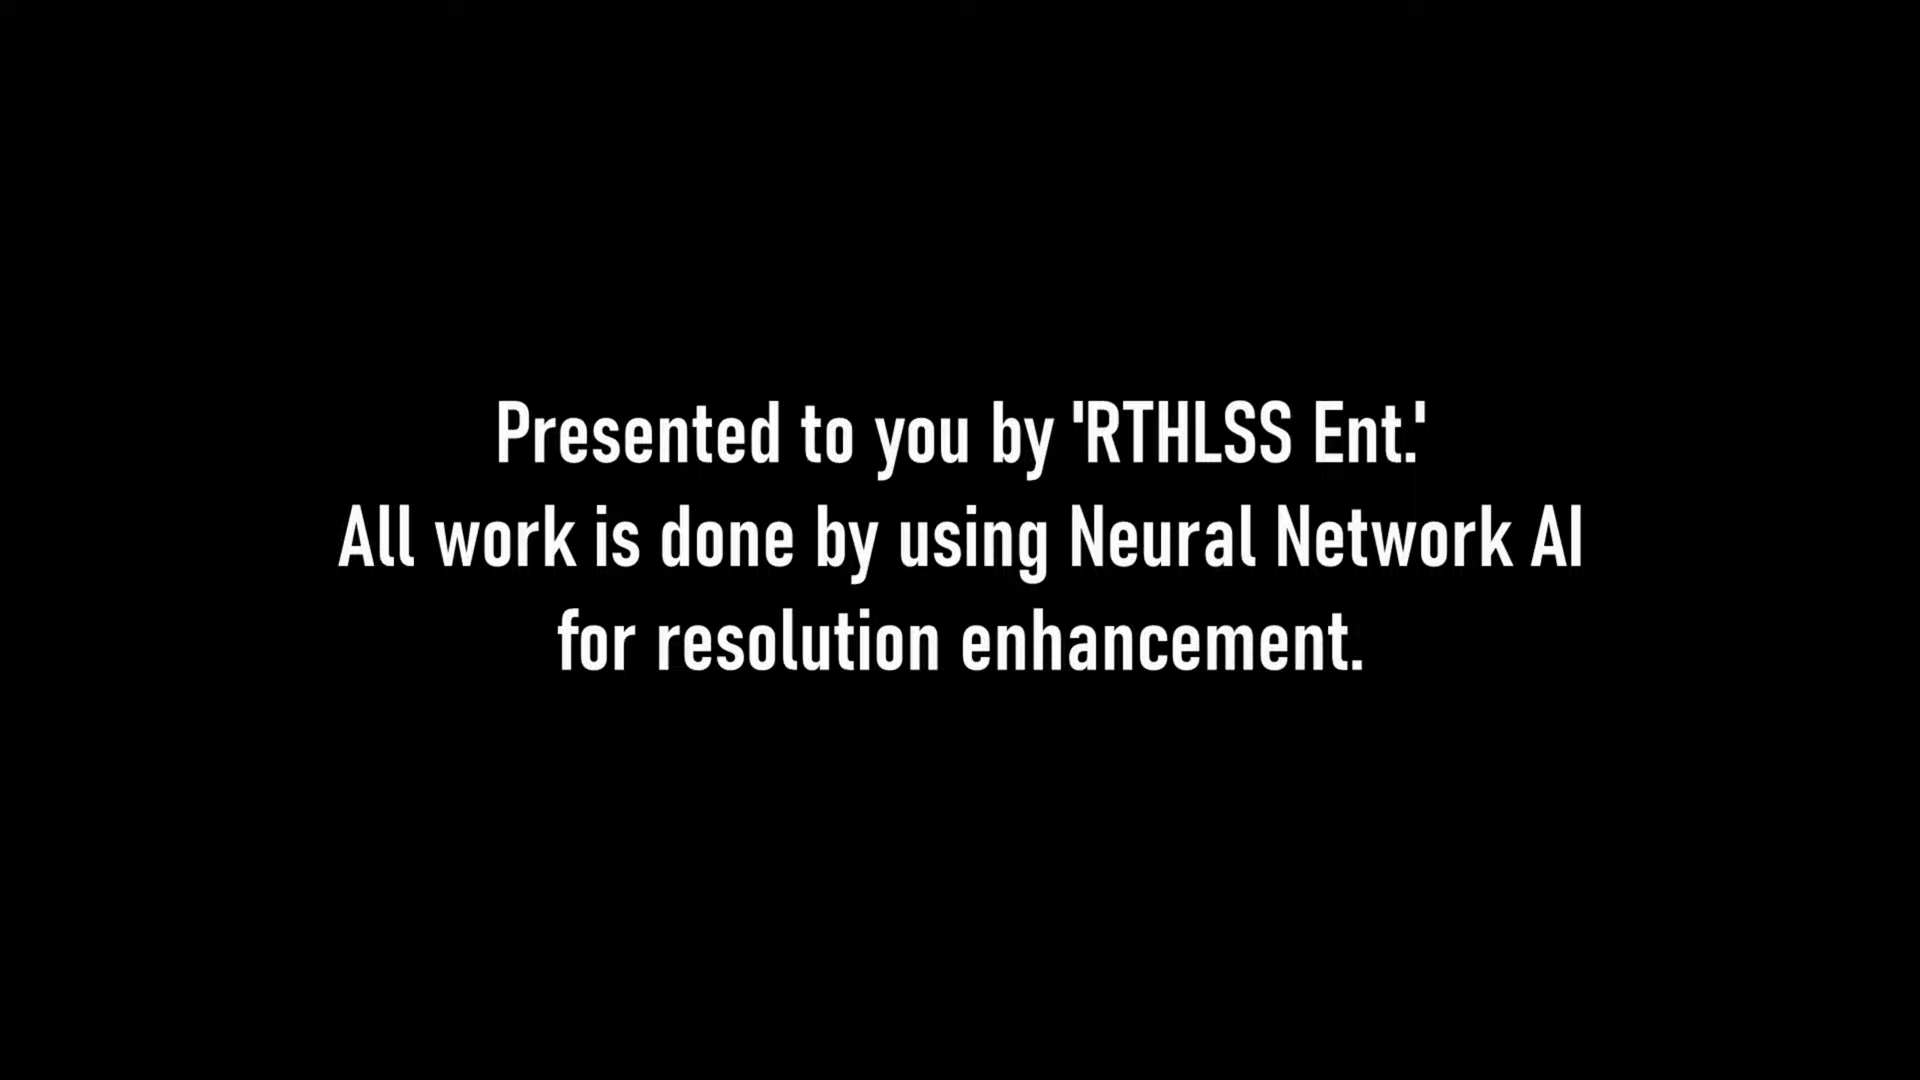 Presented to you by 'RTHLSS Ent.'
All work is done by using Neural Network AI
for resolution enhancement.